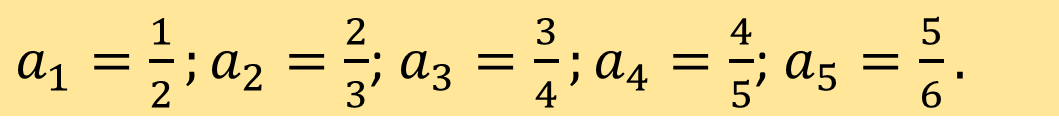 a₁ = 1/2 ; a₂ = 2/3; a₃ = 3/4 ; a₄ = 4/5; a₅ = 5/6 .